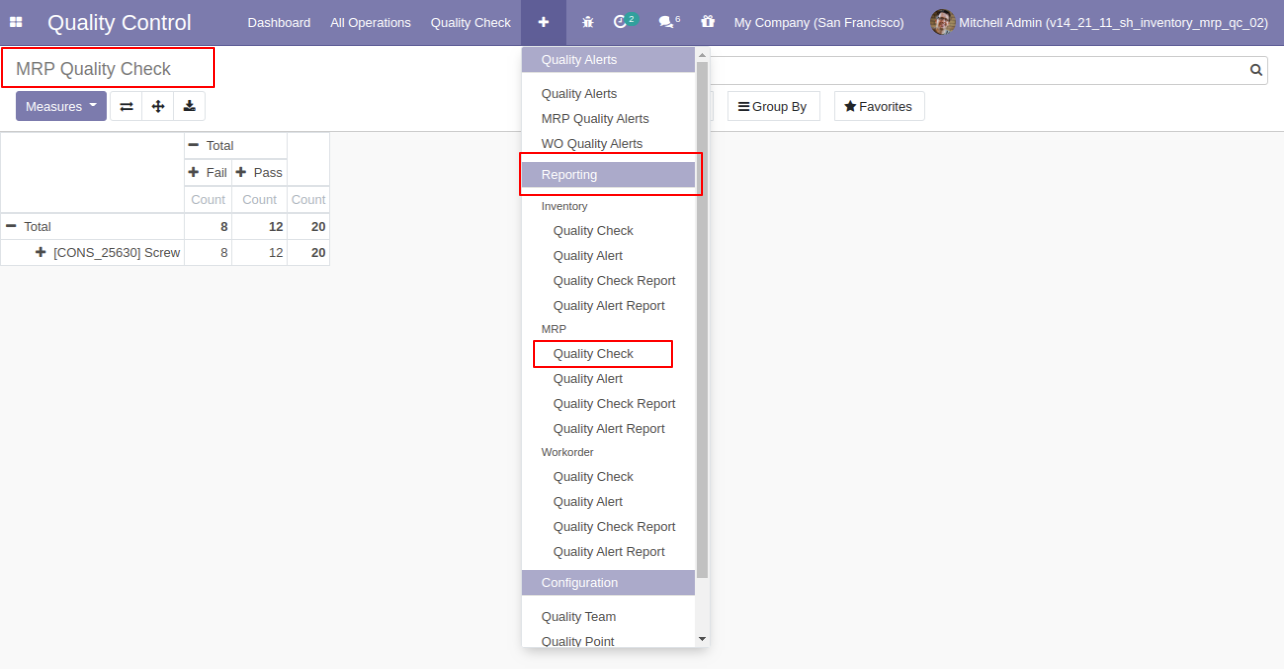 Quality Control Dashboard All Operations Quality Check 2 6 My Company (San Francisco) Mitchell Admin (v14_21_11_sh_inventory_mrp_qc_02)
MRP Quality Check
Measures
Group By Favorites
Total
Fail Pass
Count Count Count
Total 8 12 20
[CONS_25630] Screw 8 12 20
Quality Alerts
Quality Alerts
MRP Quality Alerts
WO Quality Alerts
Reporting
Inventory
Quality Check
Quality Alert
Quality Check Report
Quality Alert Report
MRP
Quality Check
Quality Alert
Quality Check Report
Quality Alert Report
Workorder
Quality Check
Quality Alert
Quality Check Report
Quality Alert Report
Configuration
Quality Team
Quality Point